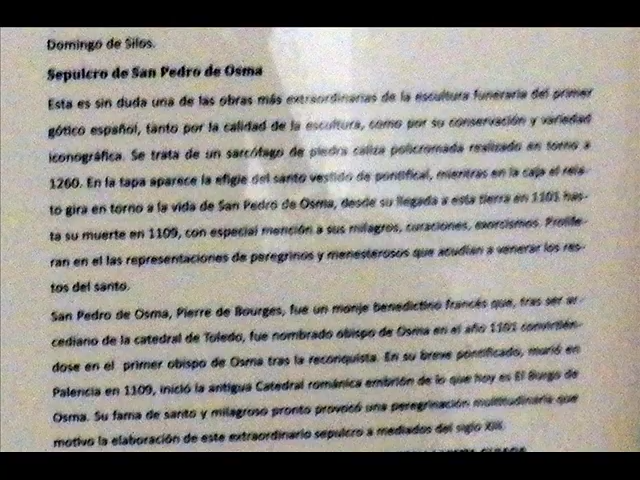 Domingo de Silos.
Sepulcro de San Pedro de Osma
Esta es sin duda una de las obras más extraordinarias de la escultura funeraria del primer
gótico español, tanto por la calidad de la escultura, como por su conservación y variedad
iconográfica. Se trata de un sarcófago de piedra caliza policromada realizado en torno a
1260. En la tapa aparece la efigie del santo vestido de pontifical, mientras en la caja el rela-
to gira en torno a la vida de San Pedro de Osma, desde su llegada a esta tierra en 1101 has-
ta su muerte en 1109, con especial mención a sus milagros, curaciones, exorcismos. Prolife-
ran en el las representaciones de peregrinos y menesterosos que acudían a venerar los res-
tos del santo.
San Pedro de Osma, Pierre de Bourges, fue un monje benedictino francés que, tras ser ar-
cediano de la catedral de Toledo, fue nombrado obispo de Osma en el año 1101 convirtién-
dose en el primer obispo de Osma tras la reconquista. En su breve pontificado, murió en
Palencia en 1109, inició la antigua Catedral románica embrión de lo que hoy es El Burgo de
Osma. Su fama de santo y milagroso pronto provocó una peregrinación multitudinaria que
motivo la elaboración de este extraordinario sepulcro a mediados del siglo XIII.